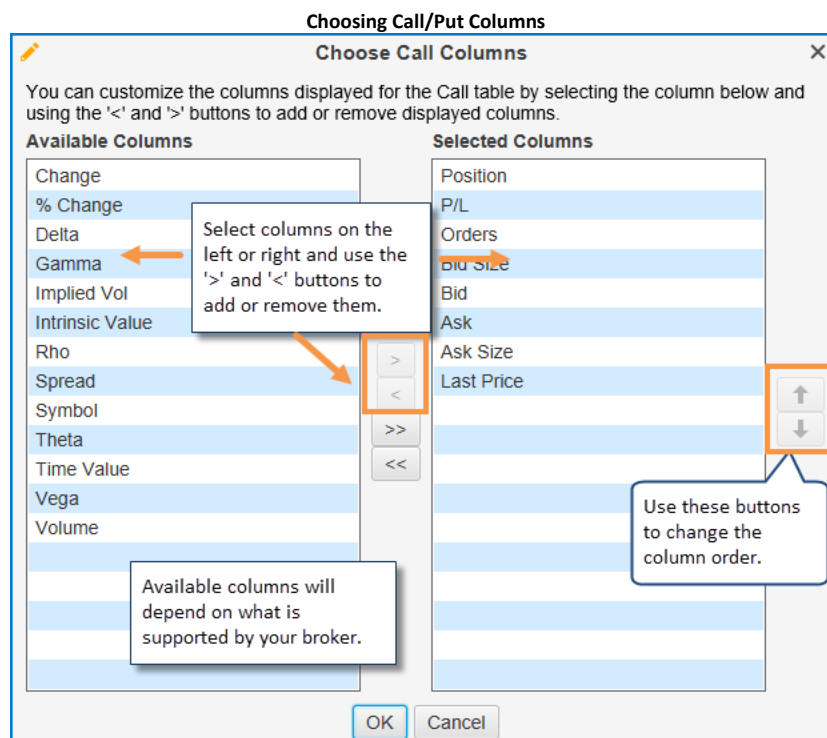 Choosing Call/Put Columns
Choose Call Columns
You can customize the columns displayed for the Call table by selecting the column below and
using the '<' and '>' buttons to add or remove displayed columns.
Available Columns
Change
% Change
Delta
Gamma
Implied Vol
Intrinsic Value
Rho
Spread
Symbol
Theta
Time Value
Vega
Volume
Select columns on the
left or right and use the
'>' and '<' buttons to
add or remove them.
Available columns will
depend on what is
supported by your broker.
>
<
>>
<<
Selected Columns
Position
P/L
Orders
Bid Size
Bid
Ask
Ask Size
Last Price
Use these buttons
to change the
column order.
OK
Cancel